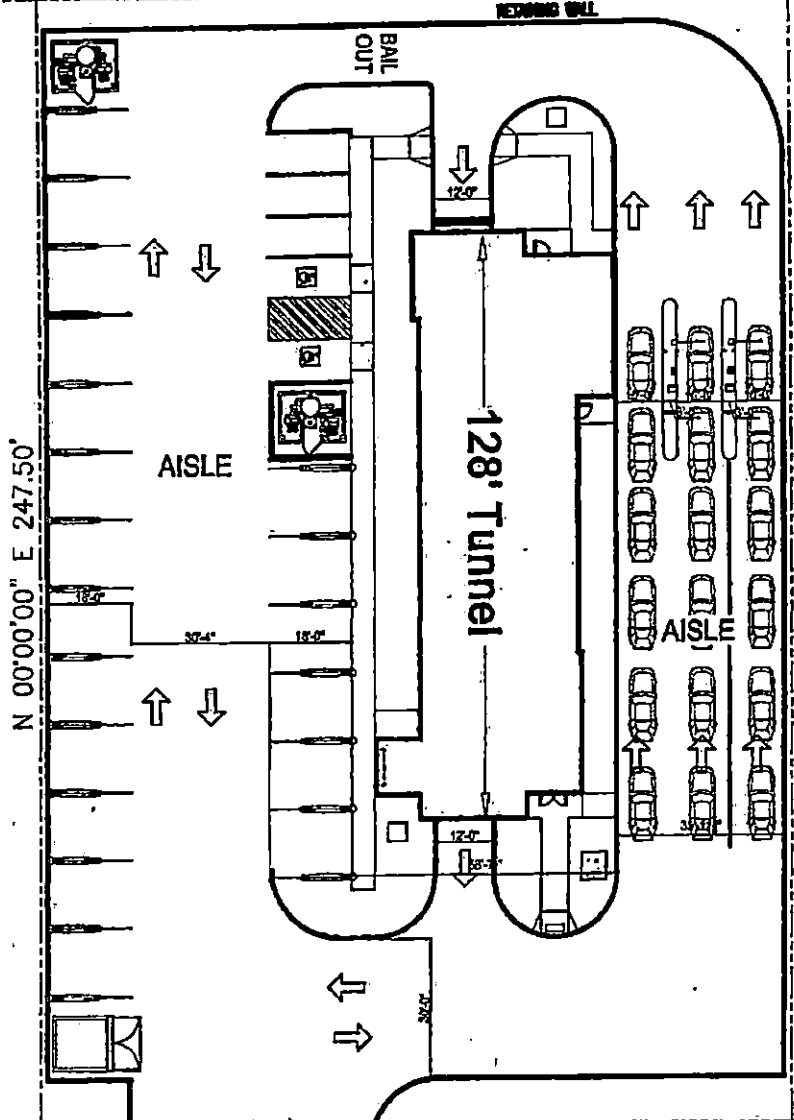 RETAINING WALL
BAIL
OUT
12'-0"
128' Tunnel
AISLE
N 00°00'00" E 247.50'
18'-0"
30'-4"
18'-0"
AISLE
12'-0"
30'-0"